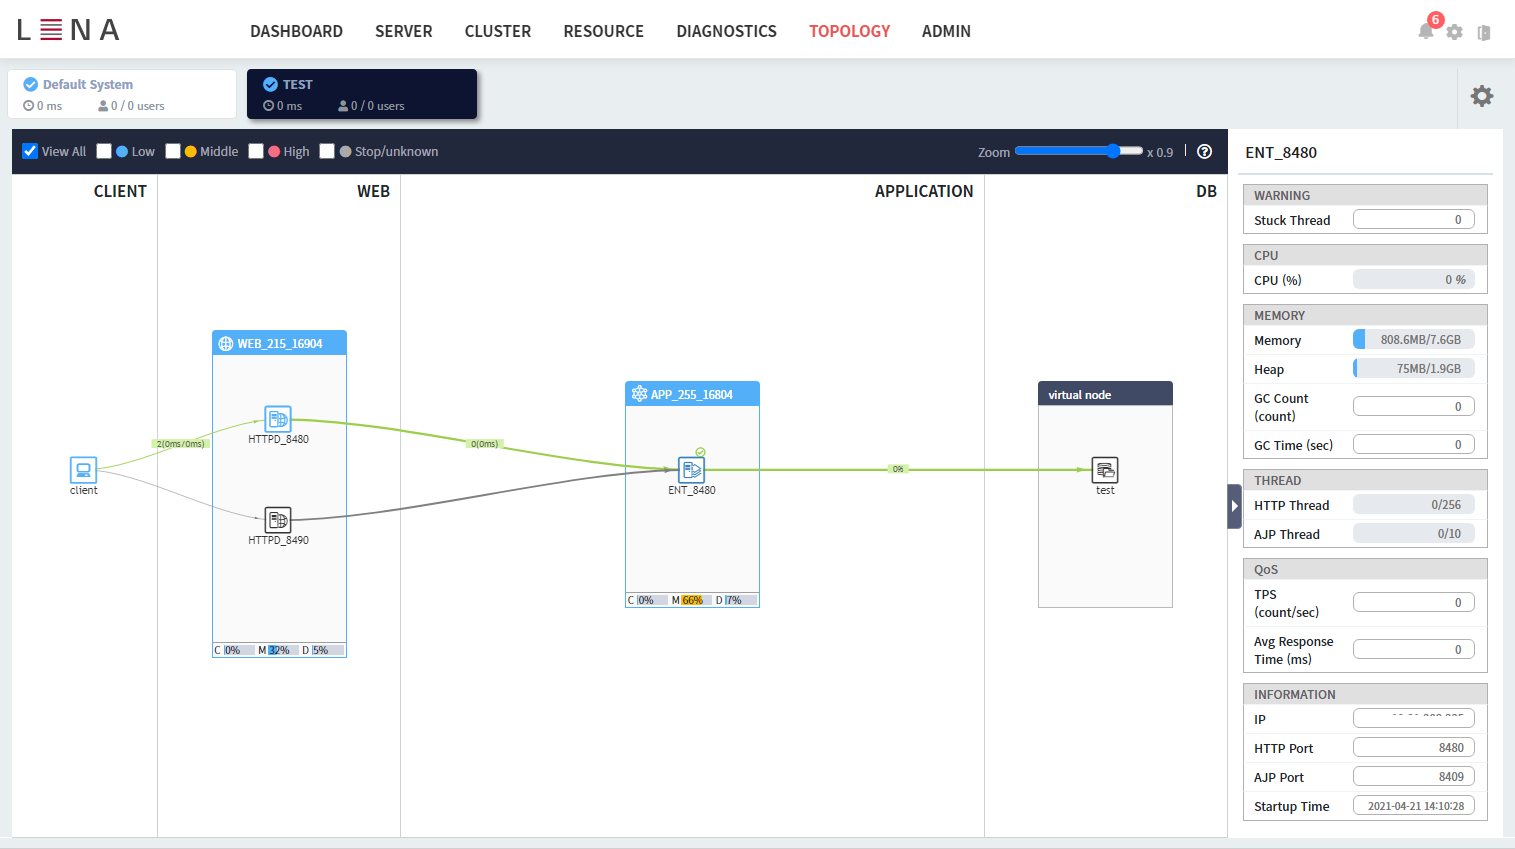 LENA
DASHBOARD SERVER CLUSTER RESOURCE DIAGNOSTICS TOPOLOGY ADMIN
6
Default System
0 ms 0 / 0 users
TEST
0 ms 0 / 0 users
View All Low Middle High Stop/unknown
Zoom x 0.9
CLIENT WEB APPLICATION DB
WEB_215_16904
HTTPD_8480
HTTPD_8490
C 0% M 32% D 5%
client
2(0ms/0ms)
0(0ms)
APP_255_16804
ENT_8480
C 0% M 66% D 7%
0%
virtual node
test
ENT_8480
WARNING
Stuck Thread 0
CPU
CPU (%) 0 %
MEMORY
Memory 808.6MB/7.6GB
Heap 75MB/1.9GB
GC Count
(count) 0
GC Time (sec) 0
THREAD
HTTP Thread 0/256
AJP Thread 0/10
QoS
TPS
(count/sec) 0
Avg Response
Time (ms) 0
INFORMATION
IP
HTTP Port 8480
AJP Port 8409
Startup Time 2021-04-21 14:10:28